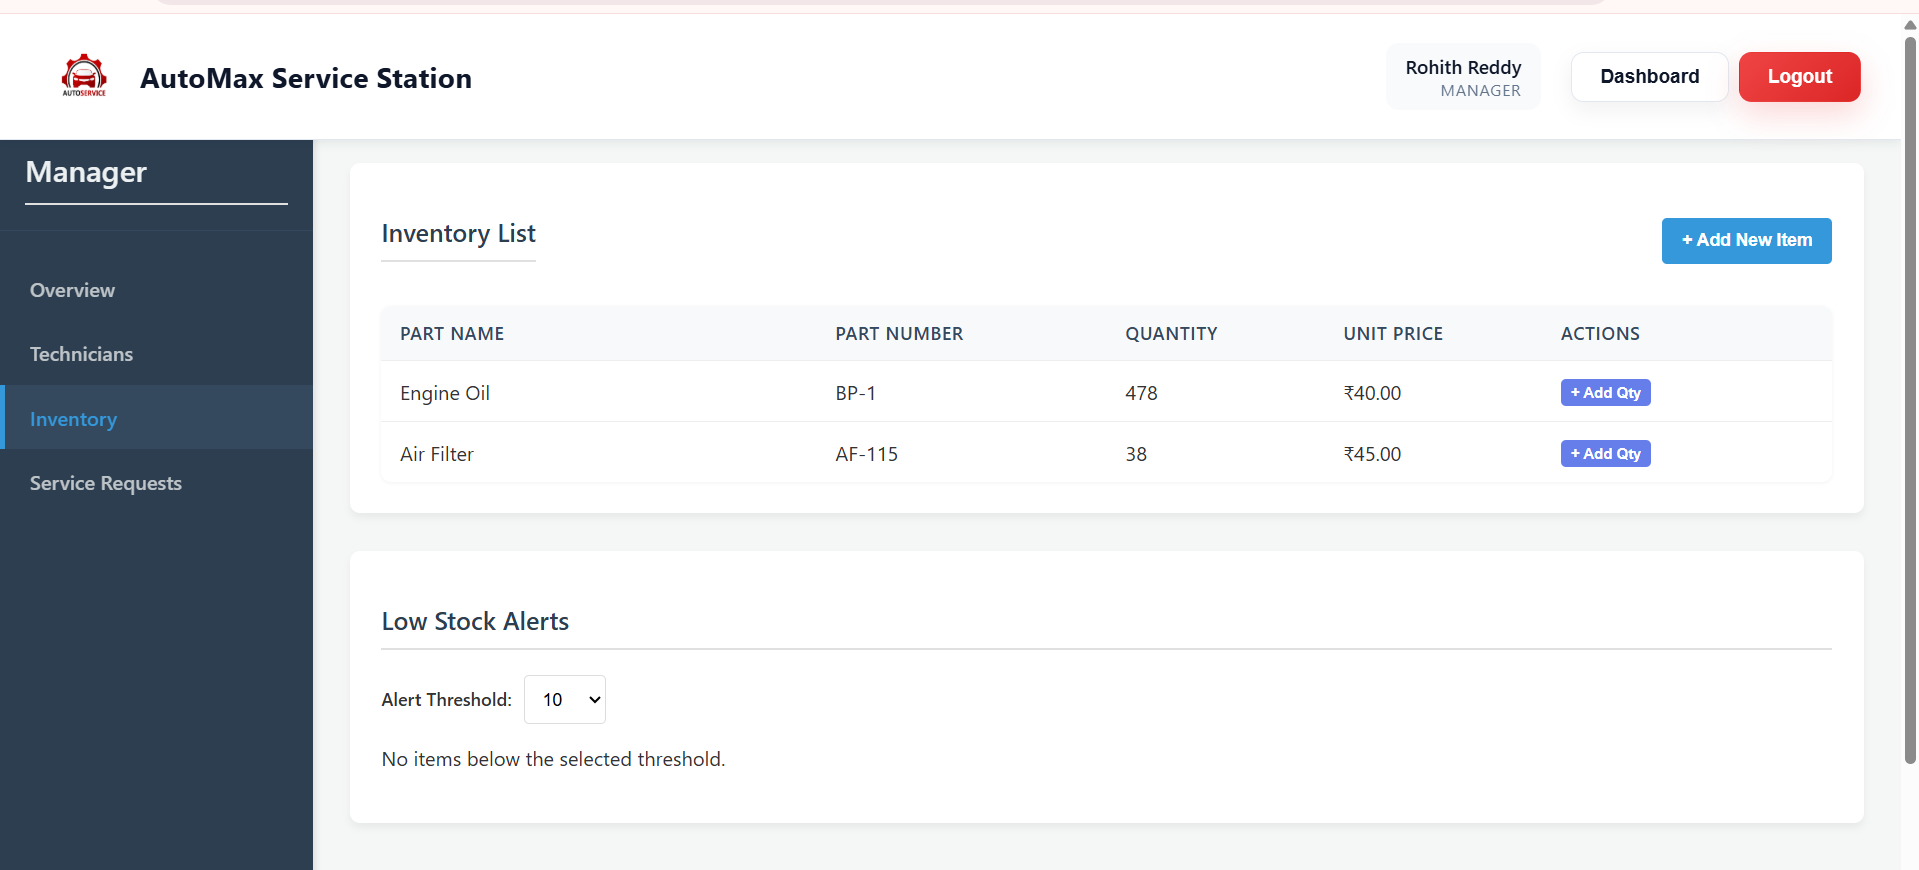 AUTOSERVICE
AutoMax Service Station
Rohith Reddy
MANAGER
Dashboard
Logout
Manager
Overview
Technicians
Inventory
Service Requests
Inventory List
+ Add New Item
PART NAME PART NUMBER QUANTITY UNIT PRICE ACTIONS
Engine Oil BP-1 478 ₹40.00 + Add Qty
Air Filter AF-115 38 ₹45.00 + Add Qty
Low Stock Alerts
Alert Threshold: 10
No items below the selected threshold.